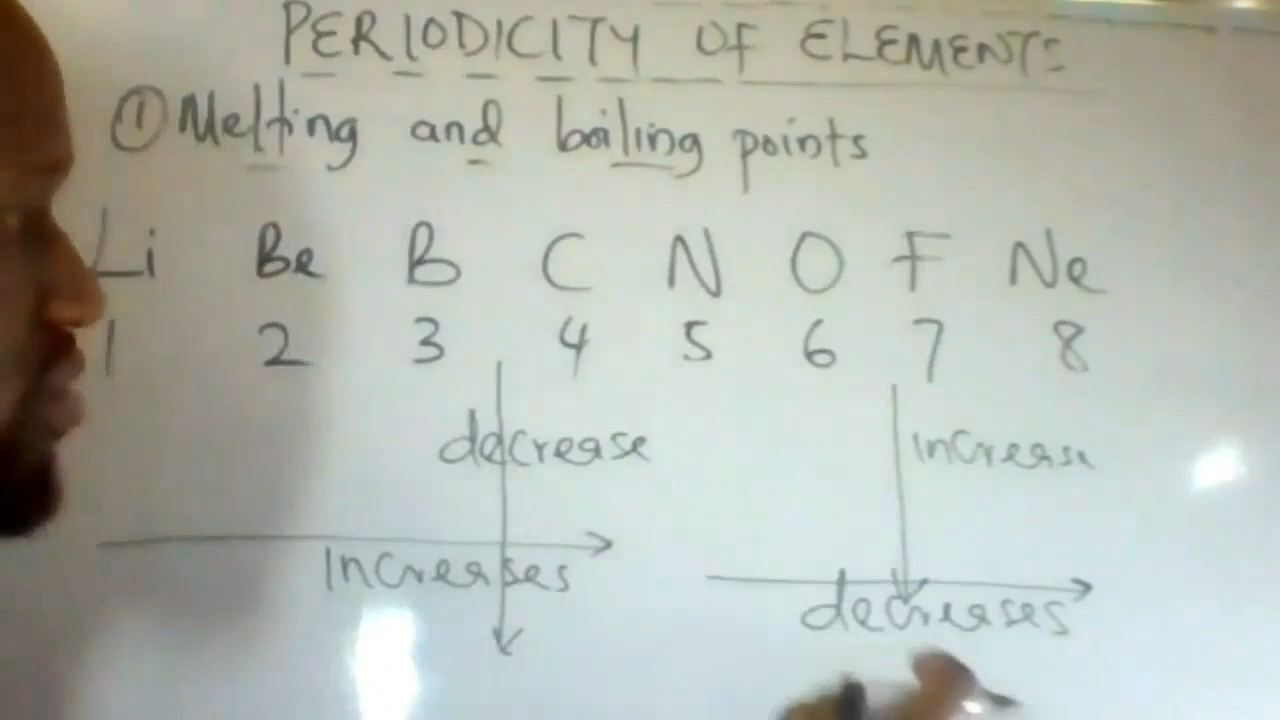 PERIODICITY OF ELEMENTS
① Melting and boiling points
Li Be B C N O F Ne
1 2 3 4 5 6 7 8
decrease increase
Increases decreases